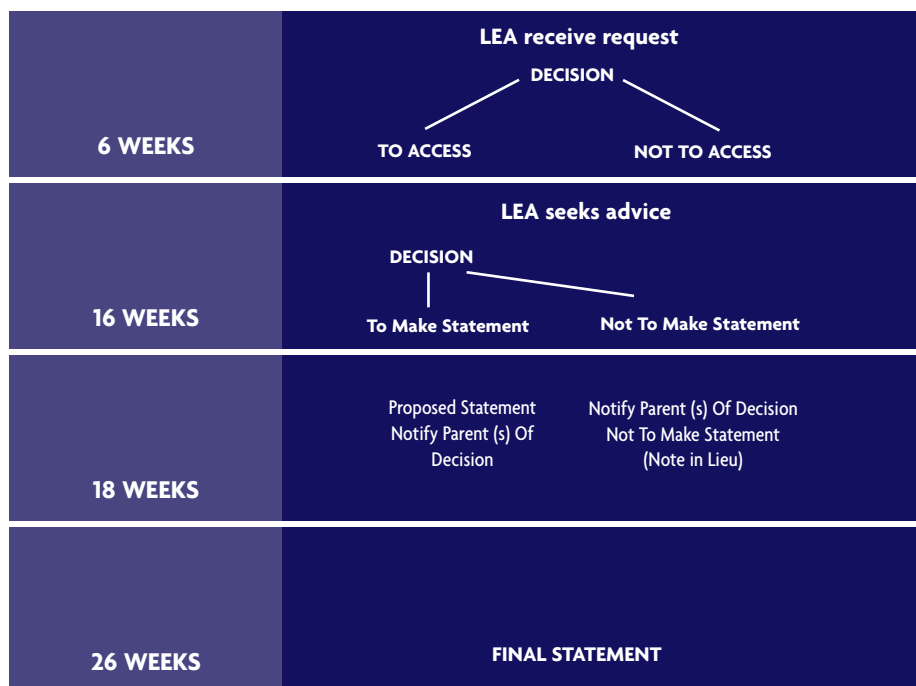 LEA receive request
DECISION
6 WEEKS
TO ACCESS
NOT TO ACCESS
LEA seeks advice
DECISION
16 WEEKS
To Make Statement
Not To Make Statement
Proposed Statement
Notify Parent (s) Of
Decision
Notify Parent (s) Of Decision
Not To Make Statement
(Note in Lieu)
18 WEEKS
26 WEEKS
FINAL STATEMENT